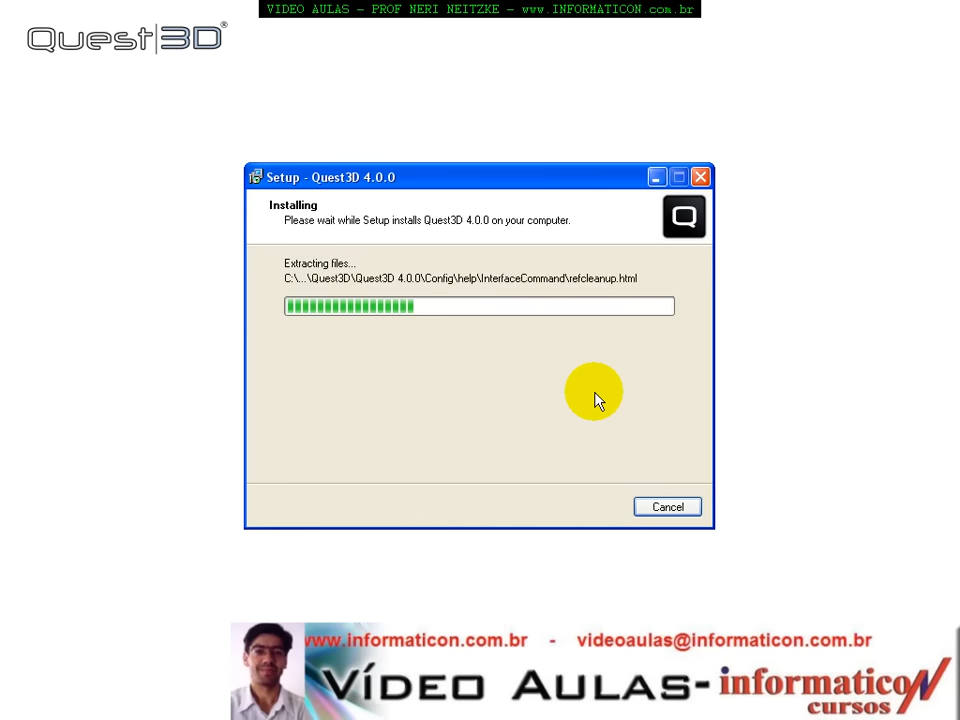 VIDEO AULAS – PROF NERI NEITZKE – www.INFORMATICON.com.br
Quest|3D®
Setup - Quest3D 4.0.0
Installing
Please wait while Setup installs Quest3D 4.0.0 on your computer.
Q
Extracting files...
C:\...\Quest3D\Quest3D 4.0.0\Config\help\InterfaceCommand\refcleanup.html
Cancel
www.informaticon.com.br - videoaulas@informaticon.com.br
VÍDEO AULAS- informaticoN
cursos